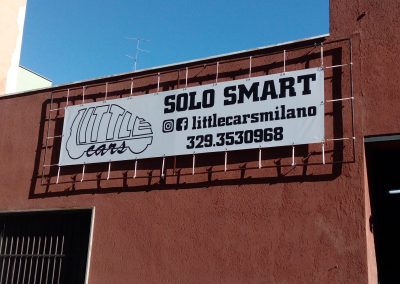 LITTLE
cars
SOLO SMART
littlecarsmilano
329.3530968